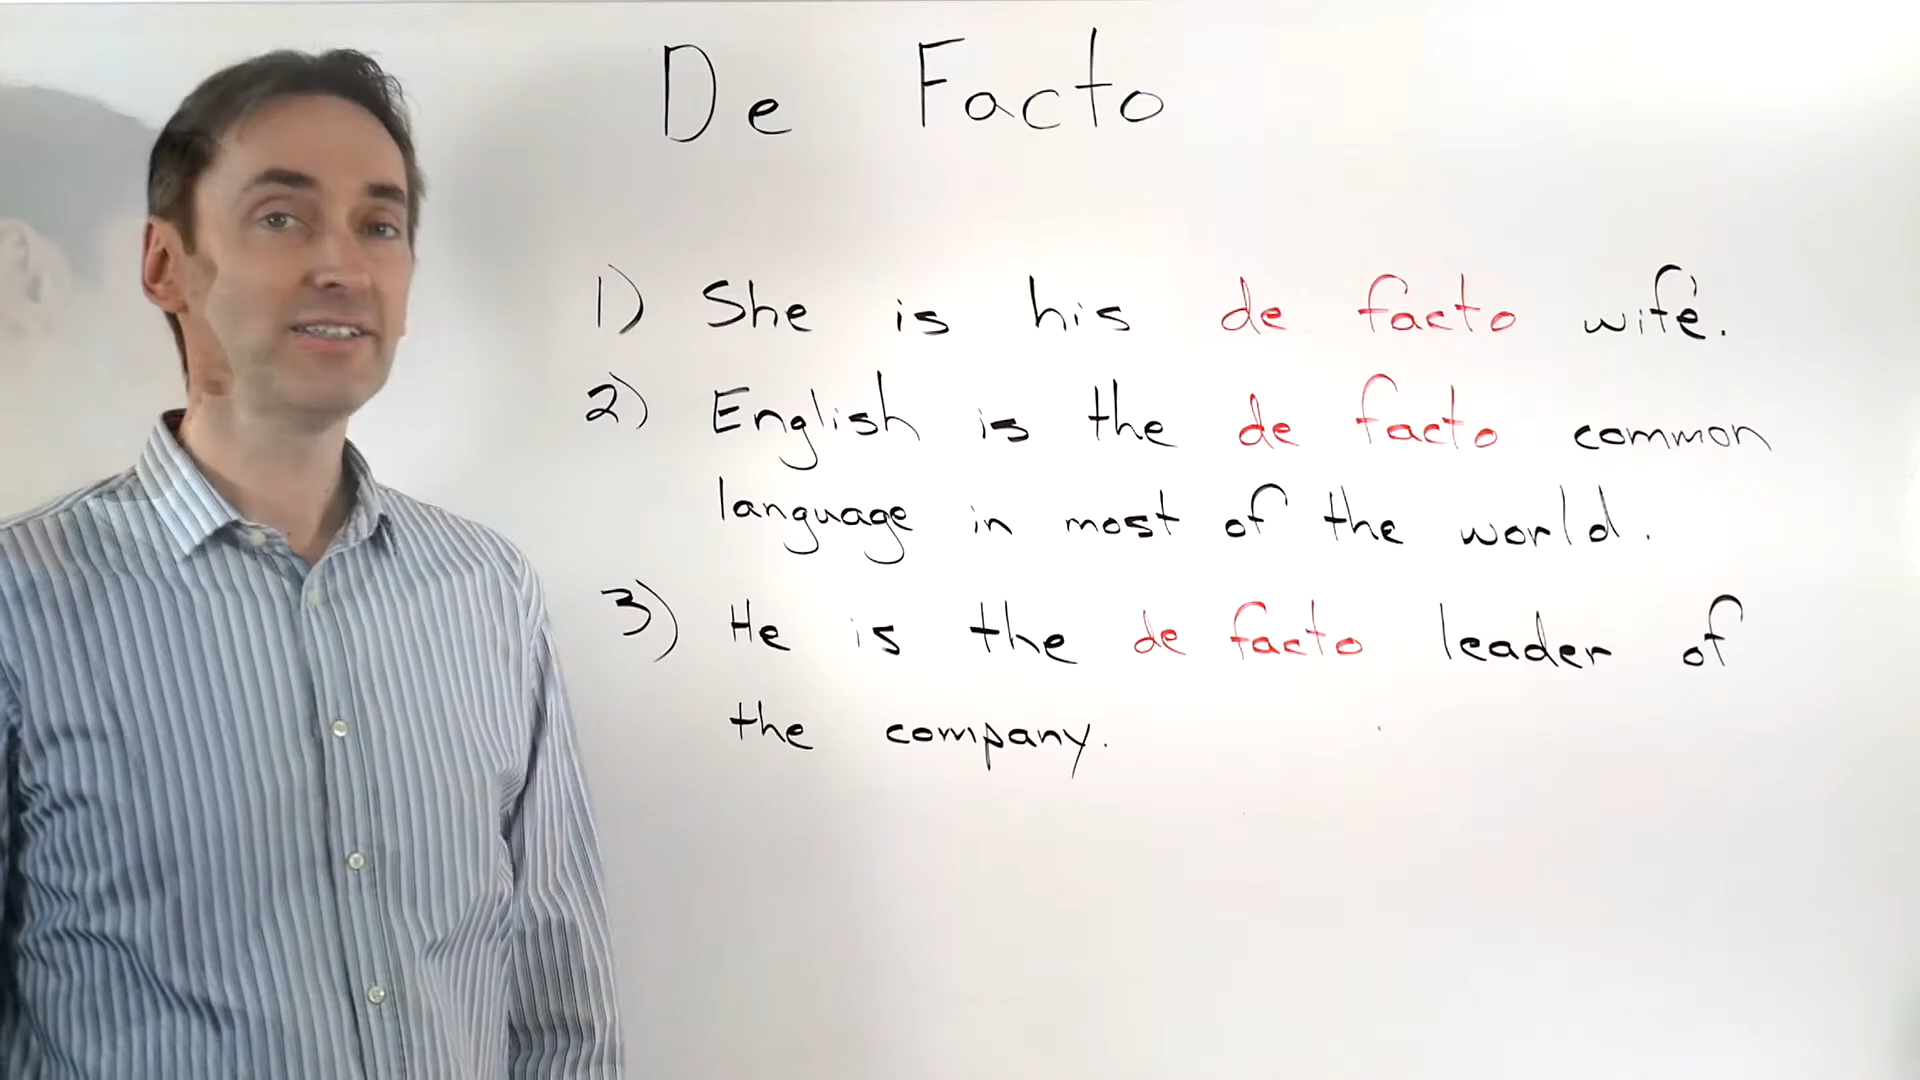 De Facto
1) She is his de facto wife.
2) English is the de facto common
language in most of the world.
3) He is the de facto leader of
the company.